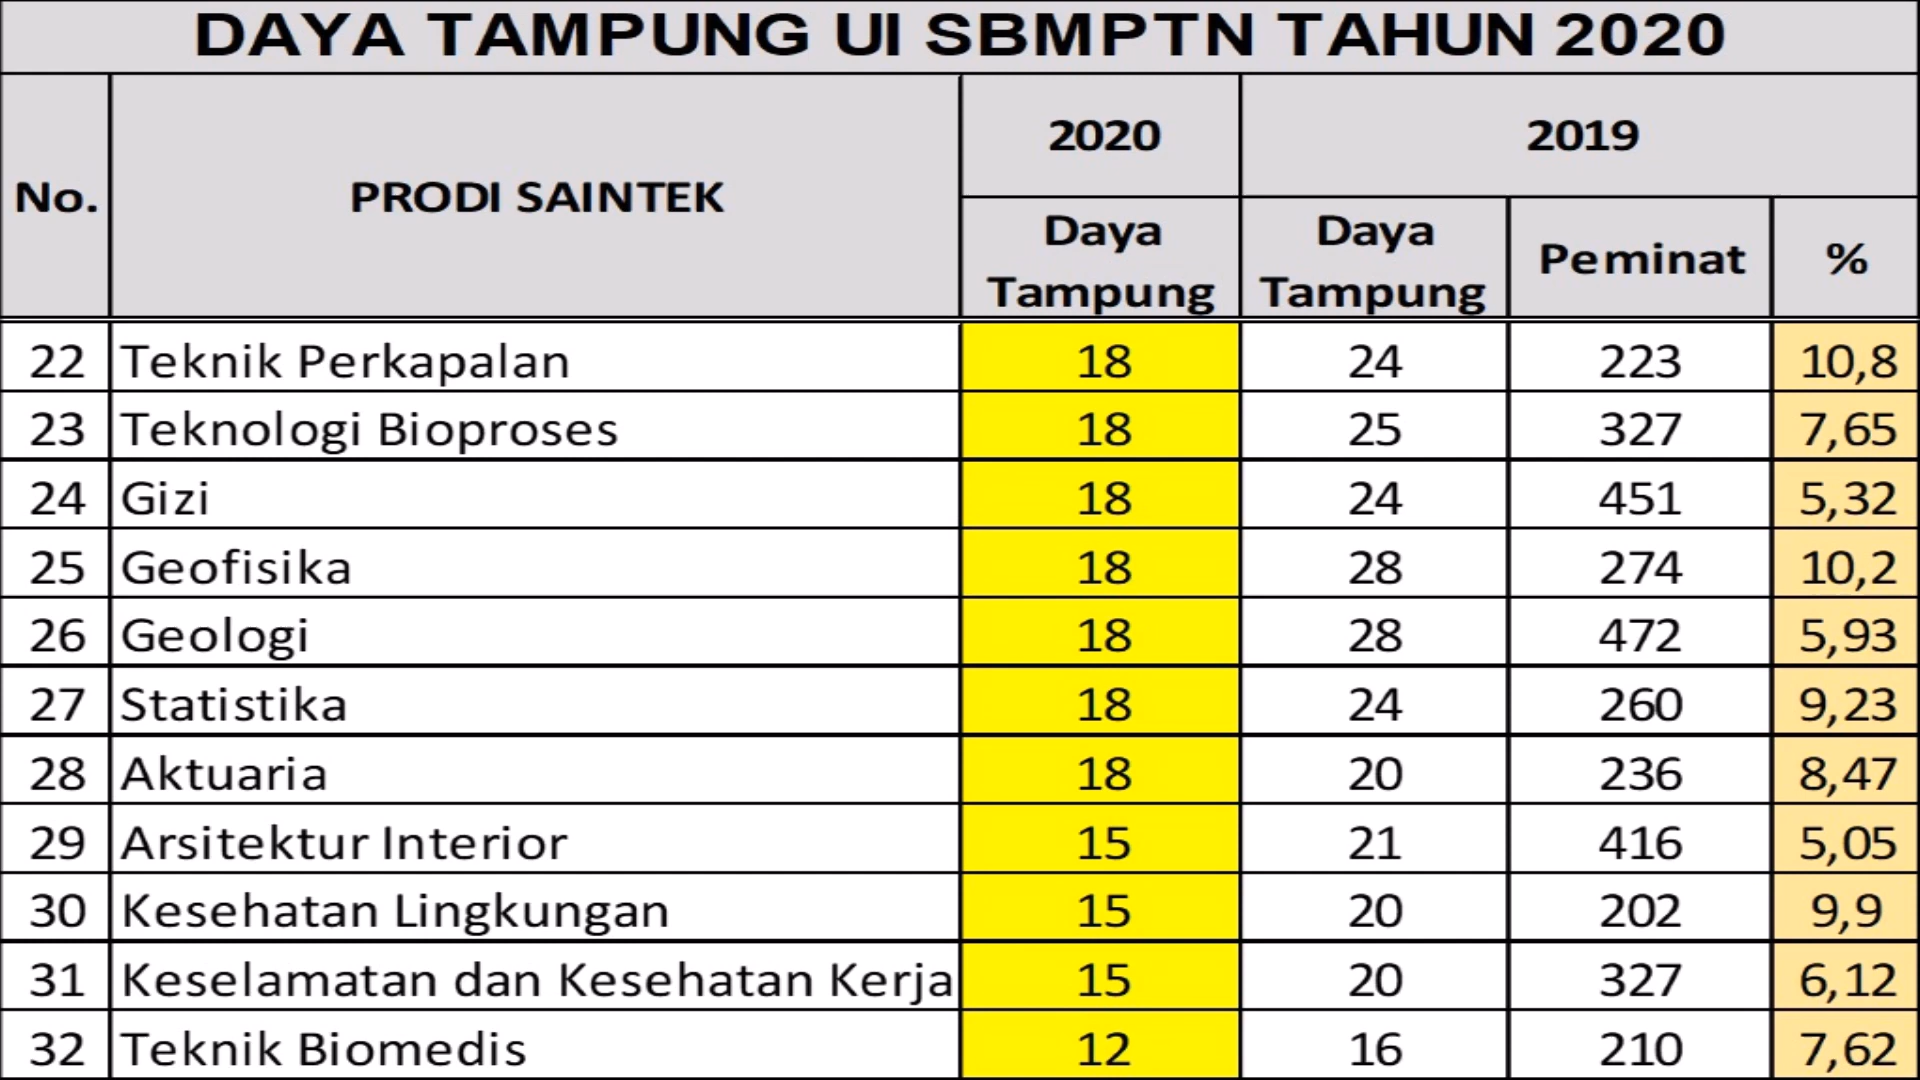 DAYA TAMPUNG UI SBMPTN TAHUN 2020
No. PRODI SAINTEK 2020 2019
Daya Tampung Daya Tampung Peminat %
22 Teknik Perkapalan 18 24 223 10,8
23 Teknologi Bioproses 18 25 327 7,65
24 Gizi 18 24 451 5,32
25 Geofisika 18 28 274 10,2
26 Geologi 18 28 472 5,93
27 Statistika 18 24 260 9,23
28 Aktuaria 18 20 236 8,47
29 Arsitektur Interior 15 21 416 5,05
30 Kesehatan Lingkungan 15 20 202 9,9
31 Keselamatan dan Kesehatan Kerja 15 20 327 6,12
32 Teknik Biomedis 12 16 210 7,62